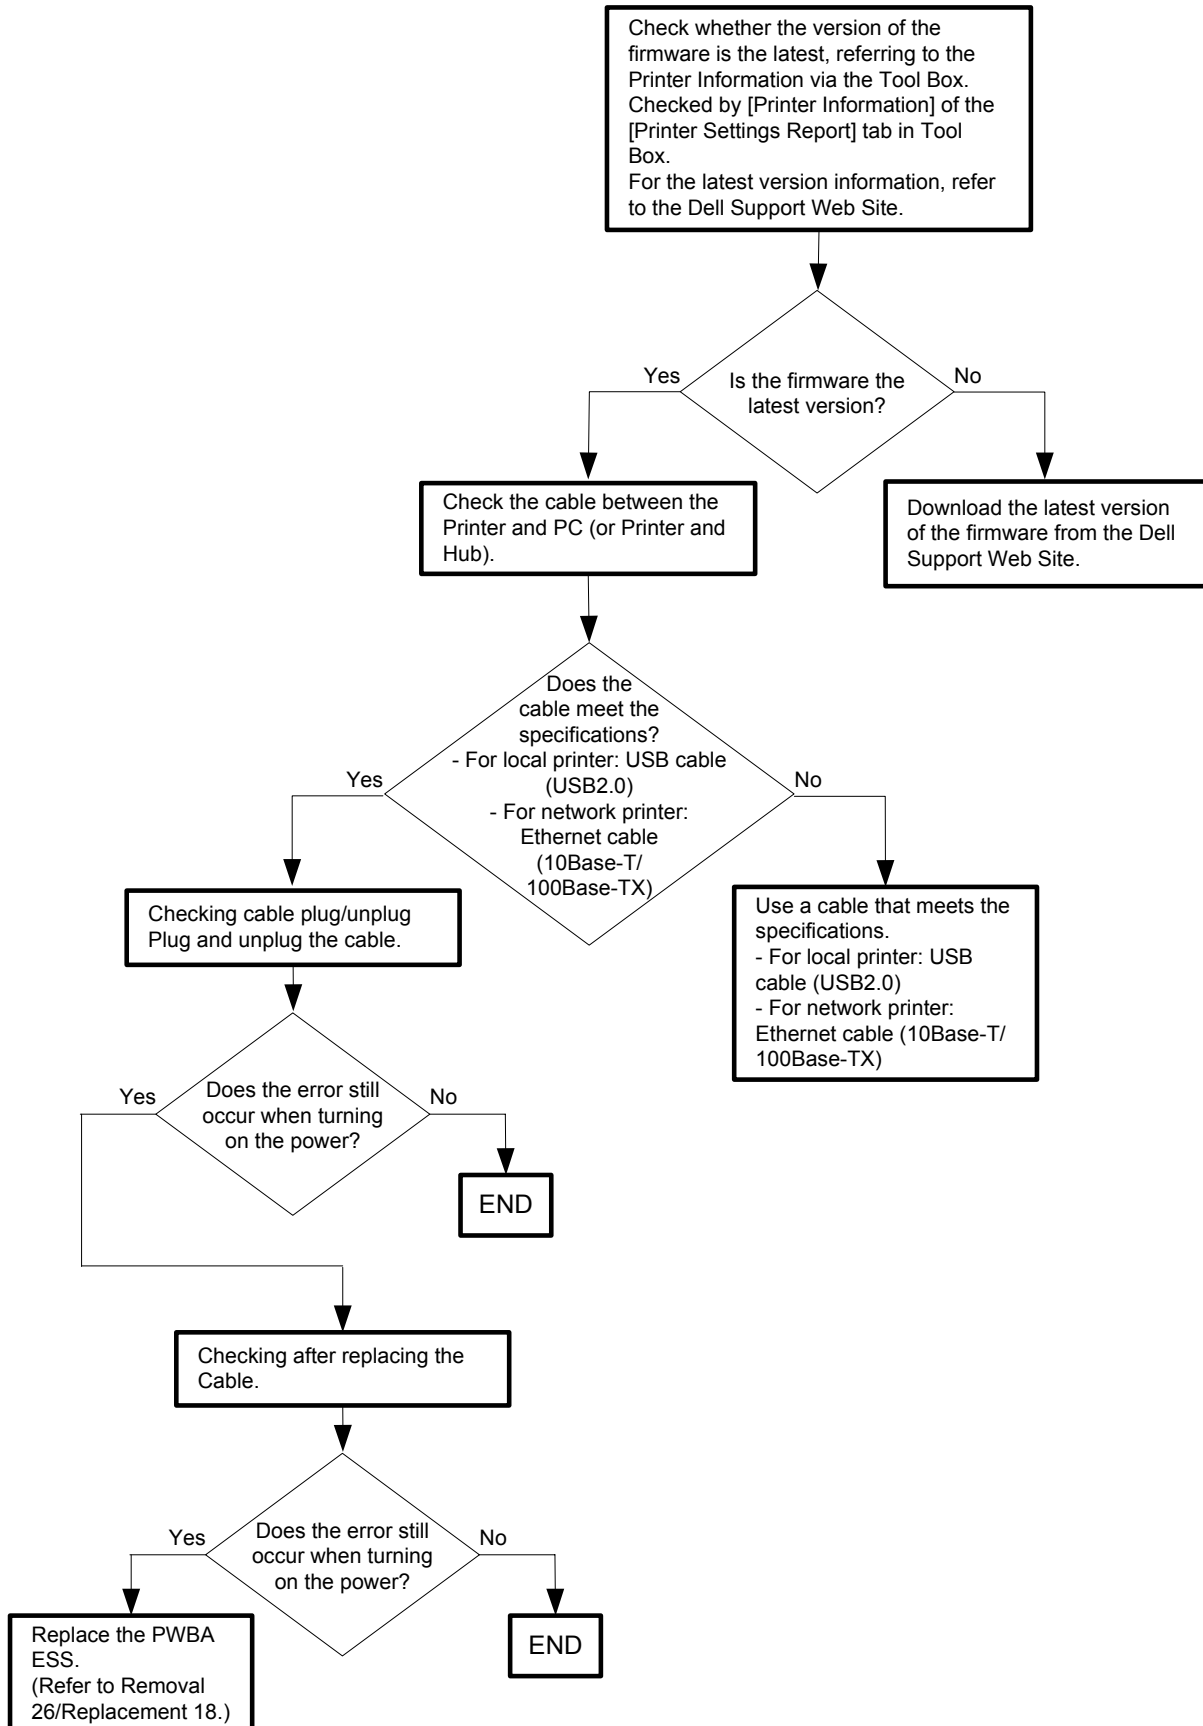 Check whether the version of the
firmware is the latest, referring to the
Printer Information via the Tool Box.
Checked by [Printer Information] of the
[Printer Settings Report] tab in Tool
Box.
For the latest version information, refer
to the Dell Support Web Site.
Yes
Is the firmware the
latest version?
No
Check the cable between the
Printer and PC (or Printer and
Hub).
Download the latest version
of the firmware from the Dell
Support Web Site.
Does the
cable meet the
specifications?
- For local printer: USB cable
(USB2.0)
- For network printer:
Ethernet cable
(10Base-T/
100Base-TX)
Yes
No
Checking cable plug/unplug
Plug and unplug the cable.
Use a cable that meets the
specifications.
- For local printer: USB
cable (USB2.0)
- For network printer:
Ethernet cable (10Base-T/
100Base-TX)
Yes
Does the error still
occur when turning
on the power?
No
END
Checking after replacing the
Cable.
Yes
Does the error still
occur when turning
on the power?
No
Replace the PWBA
ESS.
(Refer to Removal
26/Replacement 18.)
END